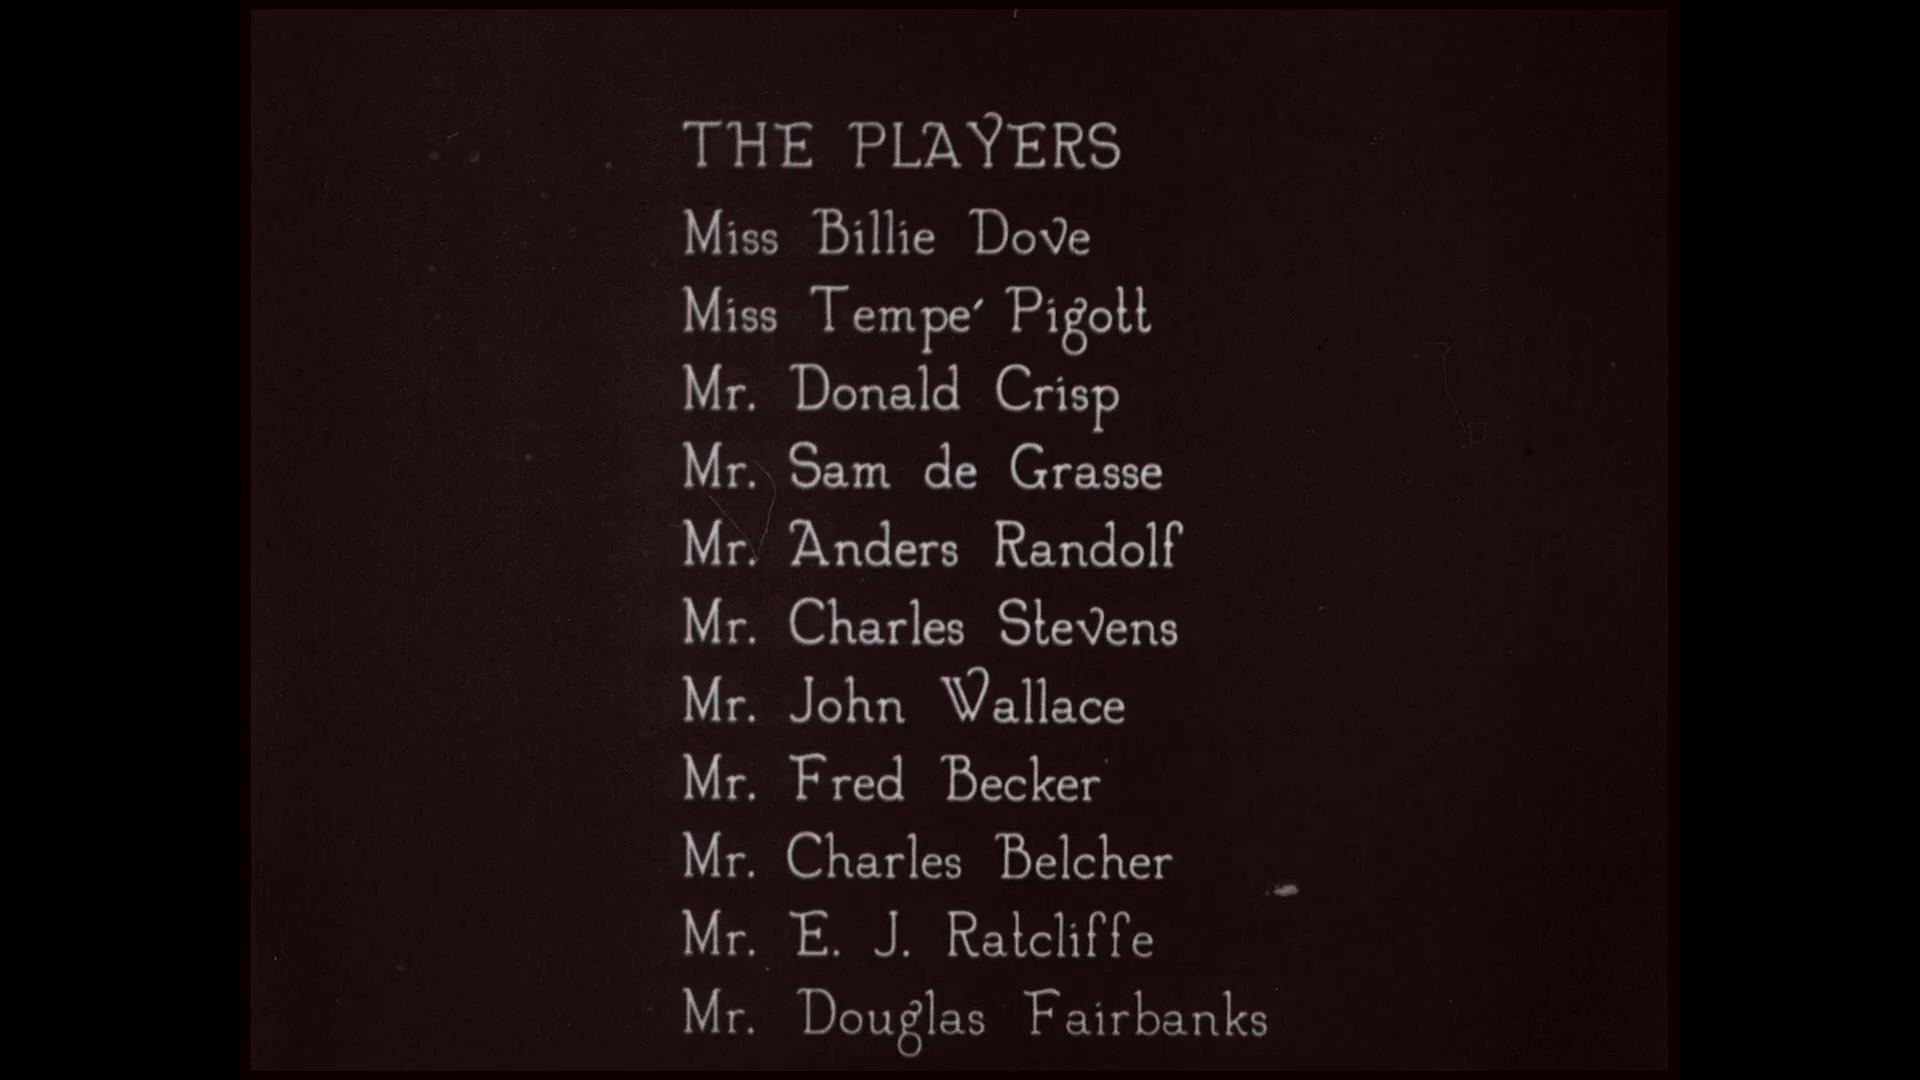 THE PLAYERS
Miss Billie Dove
Miss Tempe´ Pigott
Mr. Donald Crisp
Mr. Sam de Grasse
Mr. Anders Randolf
Mr. Charles Stevens
Mr. John Wallace
Mr. Fred Becker
Mr. Charles Belcher
Mr. E. J. Ratcliffe
Mr. Douglas Fairbanks